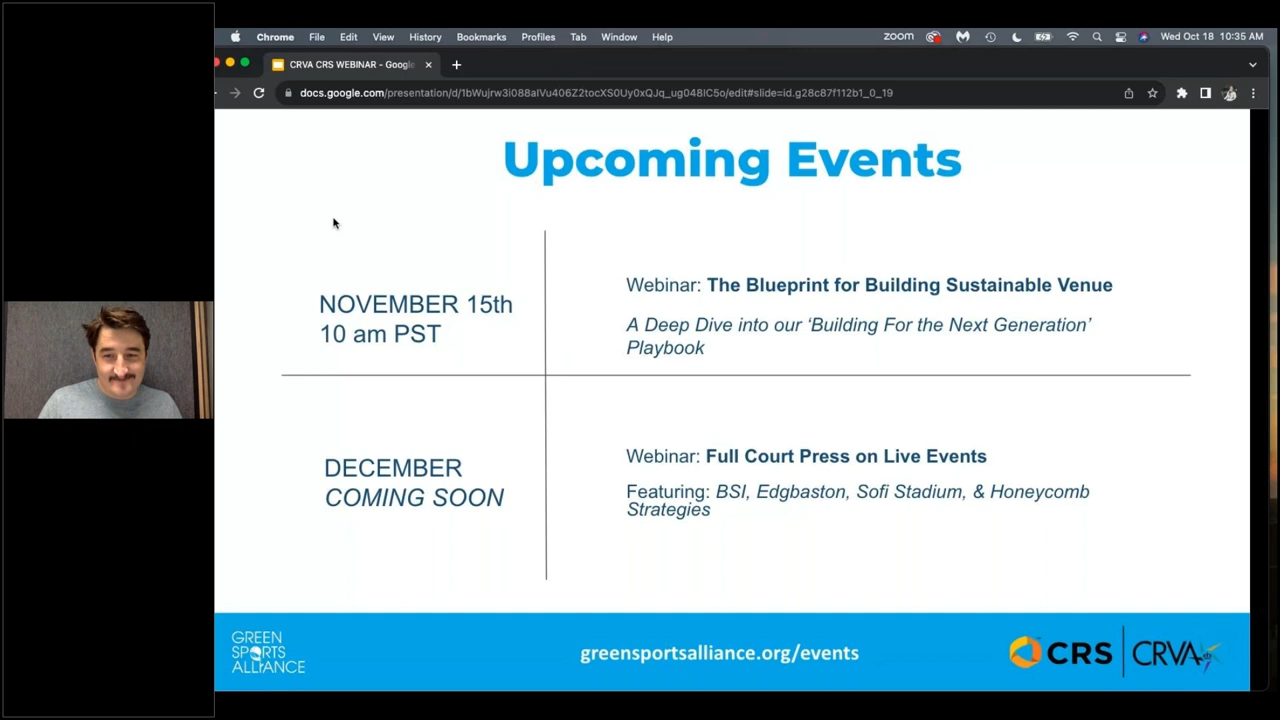 Chrome File Edit View History Bookmarks Profiles Tab Window Help zoom Wed Oct 18 10:35 AM
CRVA CRS WEBINAR - Google
docs.google.com/presentation/d/1bWujrw3i088alVu406Z2tocXS0Uy0xQJq_ug048IC5o/edit#slide=id.g28c87f112b1_0_19
Upcoming Events
NOVEMBER 15th
10 am PST
Webinar: The Blueprint for Building Sustainable Venue
A Deep Dive into our ‘Building For the Next Generation’
Playbook
DECEMBER
COMING SOON
Webinar: Full Court Press on Live Events
Featuring: BSI, Edgbaston, Sofi Stadium, & Honeycomb
Strategies
GREEN
SPORTS
ALLIANCE
greensportsalliance.org/events
CRS
CRVA